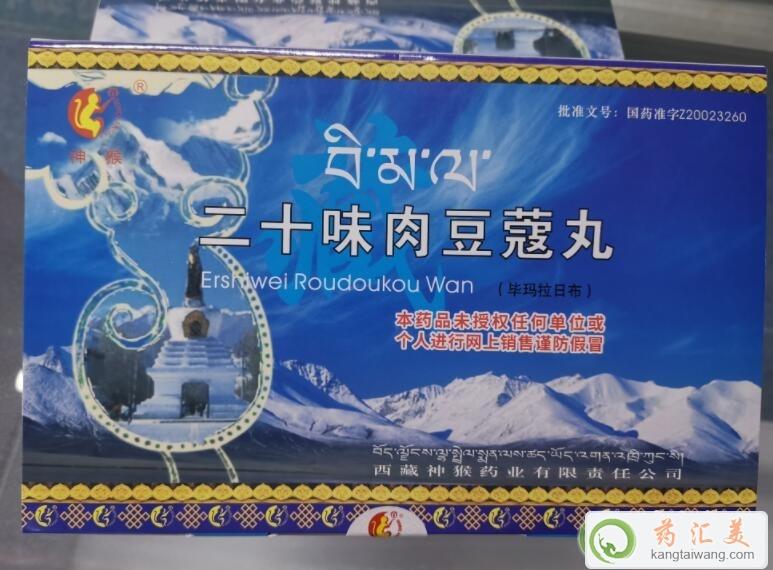 ®
神猴
批准文号：国药准字Z20023260
藏
བི་མ་ལ་
二十味肉豆蔻丸
Ershiwei Roudoukou Wan
（毕玛拉日布）
本药品未授权任何单位或
个人进行网上销售谨防假冒
西藏神猴药业有限责任公司
药汇美
kangtaiwang.com